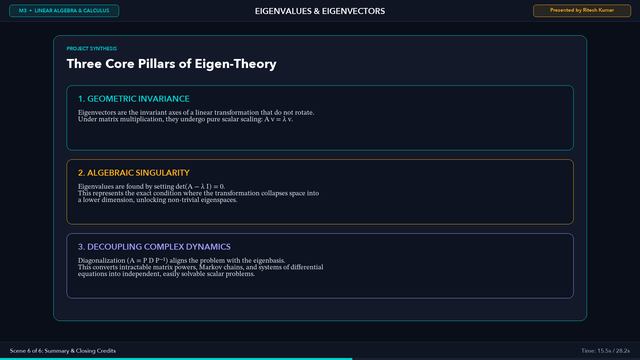 M3 • LINEAR ALGEBRA & CALCULUS
EIGENVALUES & EIGENVECTORS
Presented by Ritesh Kumar
PROJECT SYNTHESIS
Three Core Pillars of Eigen-Theory
1. GEOMETRIC INVARIANCE
Eigenvectors are the invariant axes of a linear transformation that do not rotate.
Under matrix multiplication, they undergo pure scalar scaling: A v = λ v.
2. ALGEBRAIC SINGULARITY
Eigenvalues are found by setting det(A − λ I) = 0.
This represents the exact condition where the transformation collapses space into
a lower dimension, unlocking non-trivial eigenspaces.
3. DECOUPLING COMPLEX DYNAMICS
Diagonalization (A = P D P⁻¹) aligns the problem with the eigenbasis.
This converts intractable matrix powers, Markov chains, and systems of differential
equations into independent, easily solvable scalar problems.
Scene 6 of 6: Summary & Closing Credits
Time: 15.5s / 28.2s